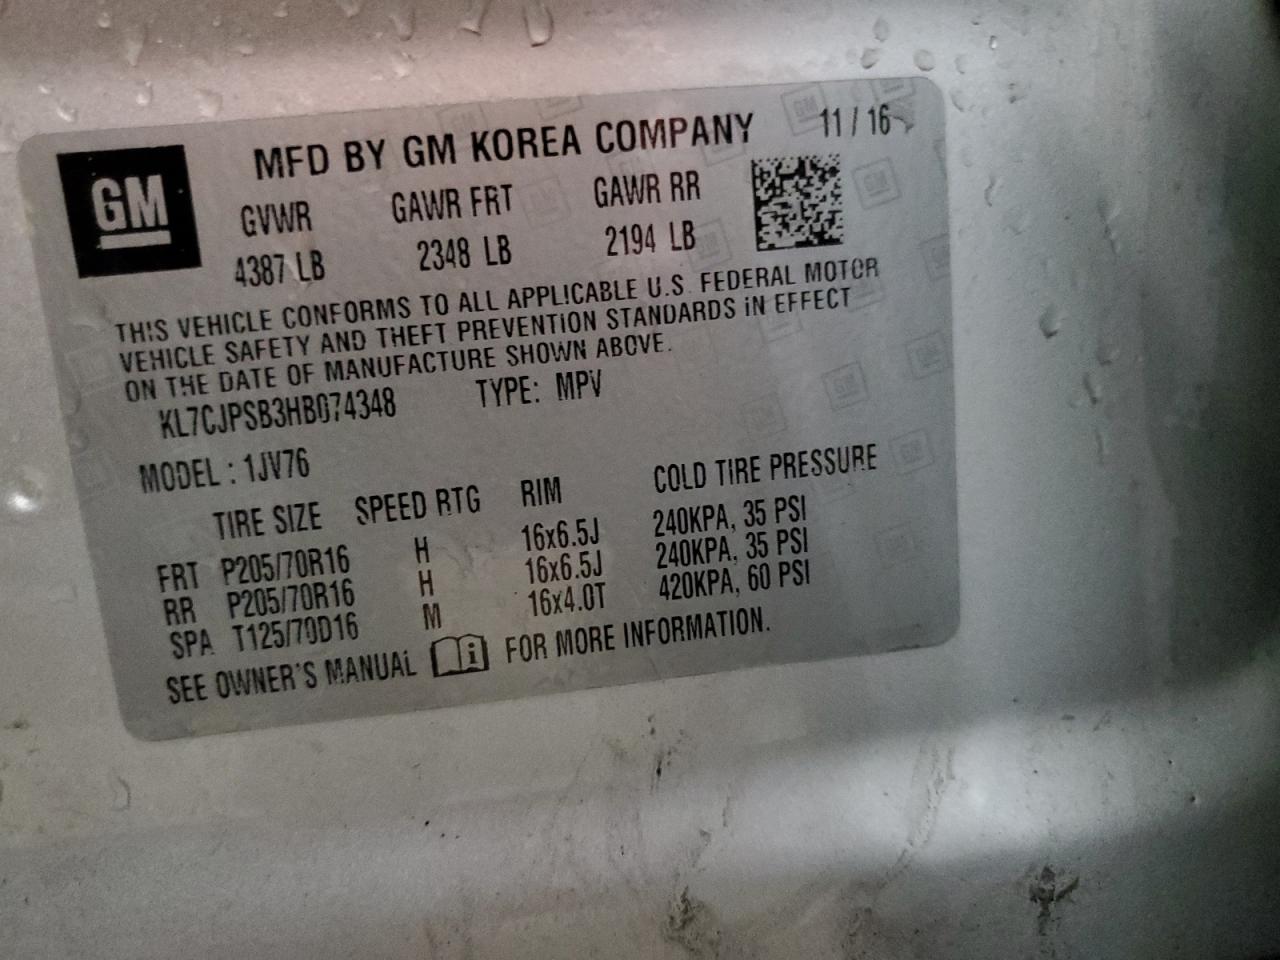 MFD BY GM KOREA COMPANY 11 / 16
GM
GVWR GAWR FRT GAWR RR
4387 LB 2348 LB 2194 LB
THIS VEHICLE CONFORMS TO ALL APPLICABLE U.S. FEDERAL MOTOR
VEHICLE SAFETY AND THEFT PREVENTION STANDARDS IN EFFECT
ON THE DATE OF MANUFACTURE SHOWN ABOVE.
KL7CJPSB3HB074348 TYPE: MPV
MODEL : 1JV76
TIRE SIZE SPEED RTG RIM COLD TIRE PRESSURE
FRT P205/70R16 H 16x6.5J 240KPA, 35 PSI
RR P205/70R16 H 16x6.5J 240KPA, 35 PSI
SPA T125/70D16 M 16x4.0T 420KPA, 60 PSI
SEE OWNER'S MANUAL i FOR MORE INFORMATION.